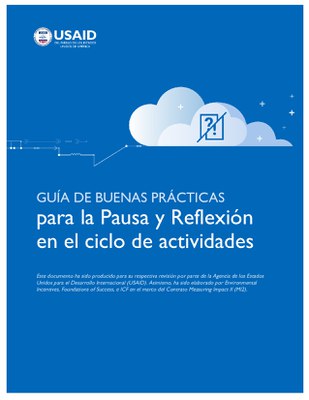 USAID
DEL PUEBLO DE LOS ESTADOS
UNIDOS DE AMÉRICA
?!
GUÍA DE BUENAS PRÁCTICAS
para la Pausa y Reflexión
en el ciclo de actividades
Este documento ha sido producido para su respectiva revisión por parte de la Agencia de los Estados
Unidos para el Desarrollo Internacional (USAID). Asimismo, ha sido elaborado por Environmental
Incentives, Foundations of Success, e ICF en el marco del Contrato Measuring Impact II (MI2).